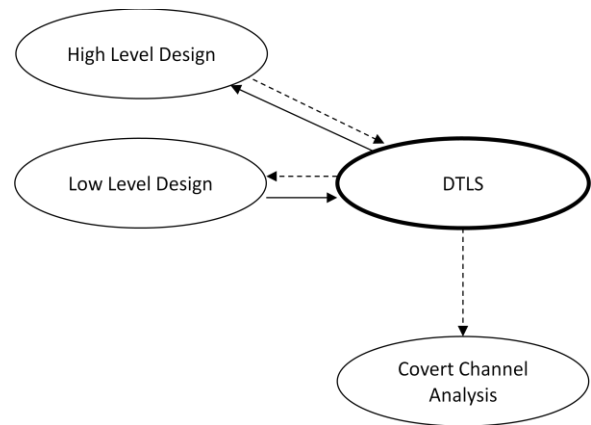 High Level Design
Low Level Design
DTLS
Covert Channel
Analysis